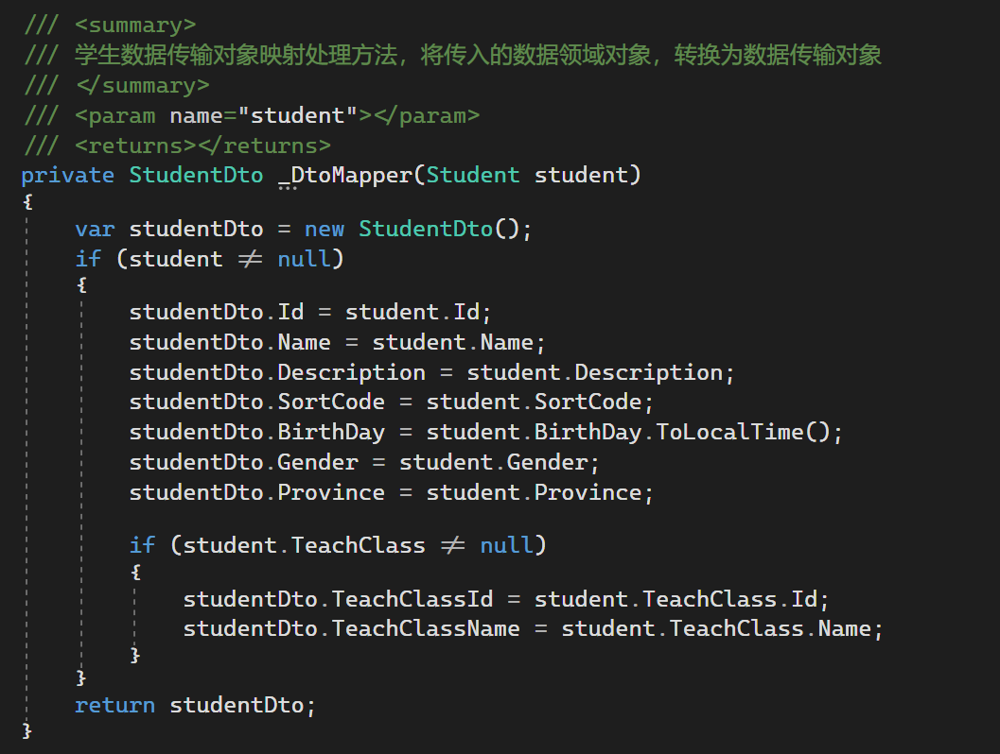 /// <summary>
/// 学生数据传输对象映射处理方法，将传入的数据领域对象，转换为数据传输对象
/// </summary>
/// <param name="student"></param>
/// <returns></returns>
private StudentDto _DtoMapper(Student student)
{
    var studentDto = new StudentDto();
    if (student != null)
    {
        studentDto.Id = student.Id;
        studentDto.Name = student.Name;
        studentDto.Description = student.Description;
        studentDto.SortCode = student.SortCode;
        studentDto.BirthDay = student.BirthDay.ToLocalTime();
        studentDto.Gender = student.Gender;
        studentDto.Province = student.Province;

        if (student.TeachClass != null)
        {
            studentDto.TeachClassId = student.TeachClass.Id;
            studentDto.TeachClassName = student.TeachClass.Name;
        }
    }
    return studentDto;
}